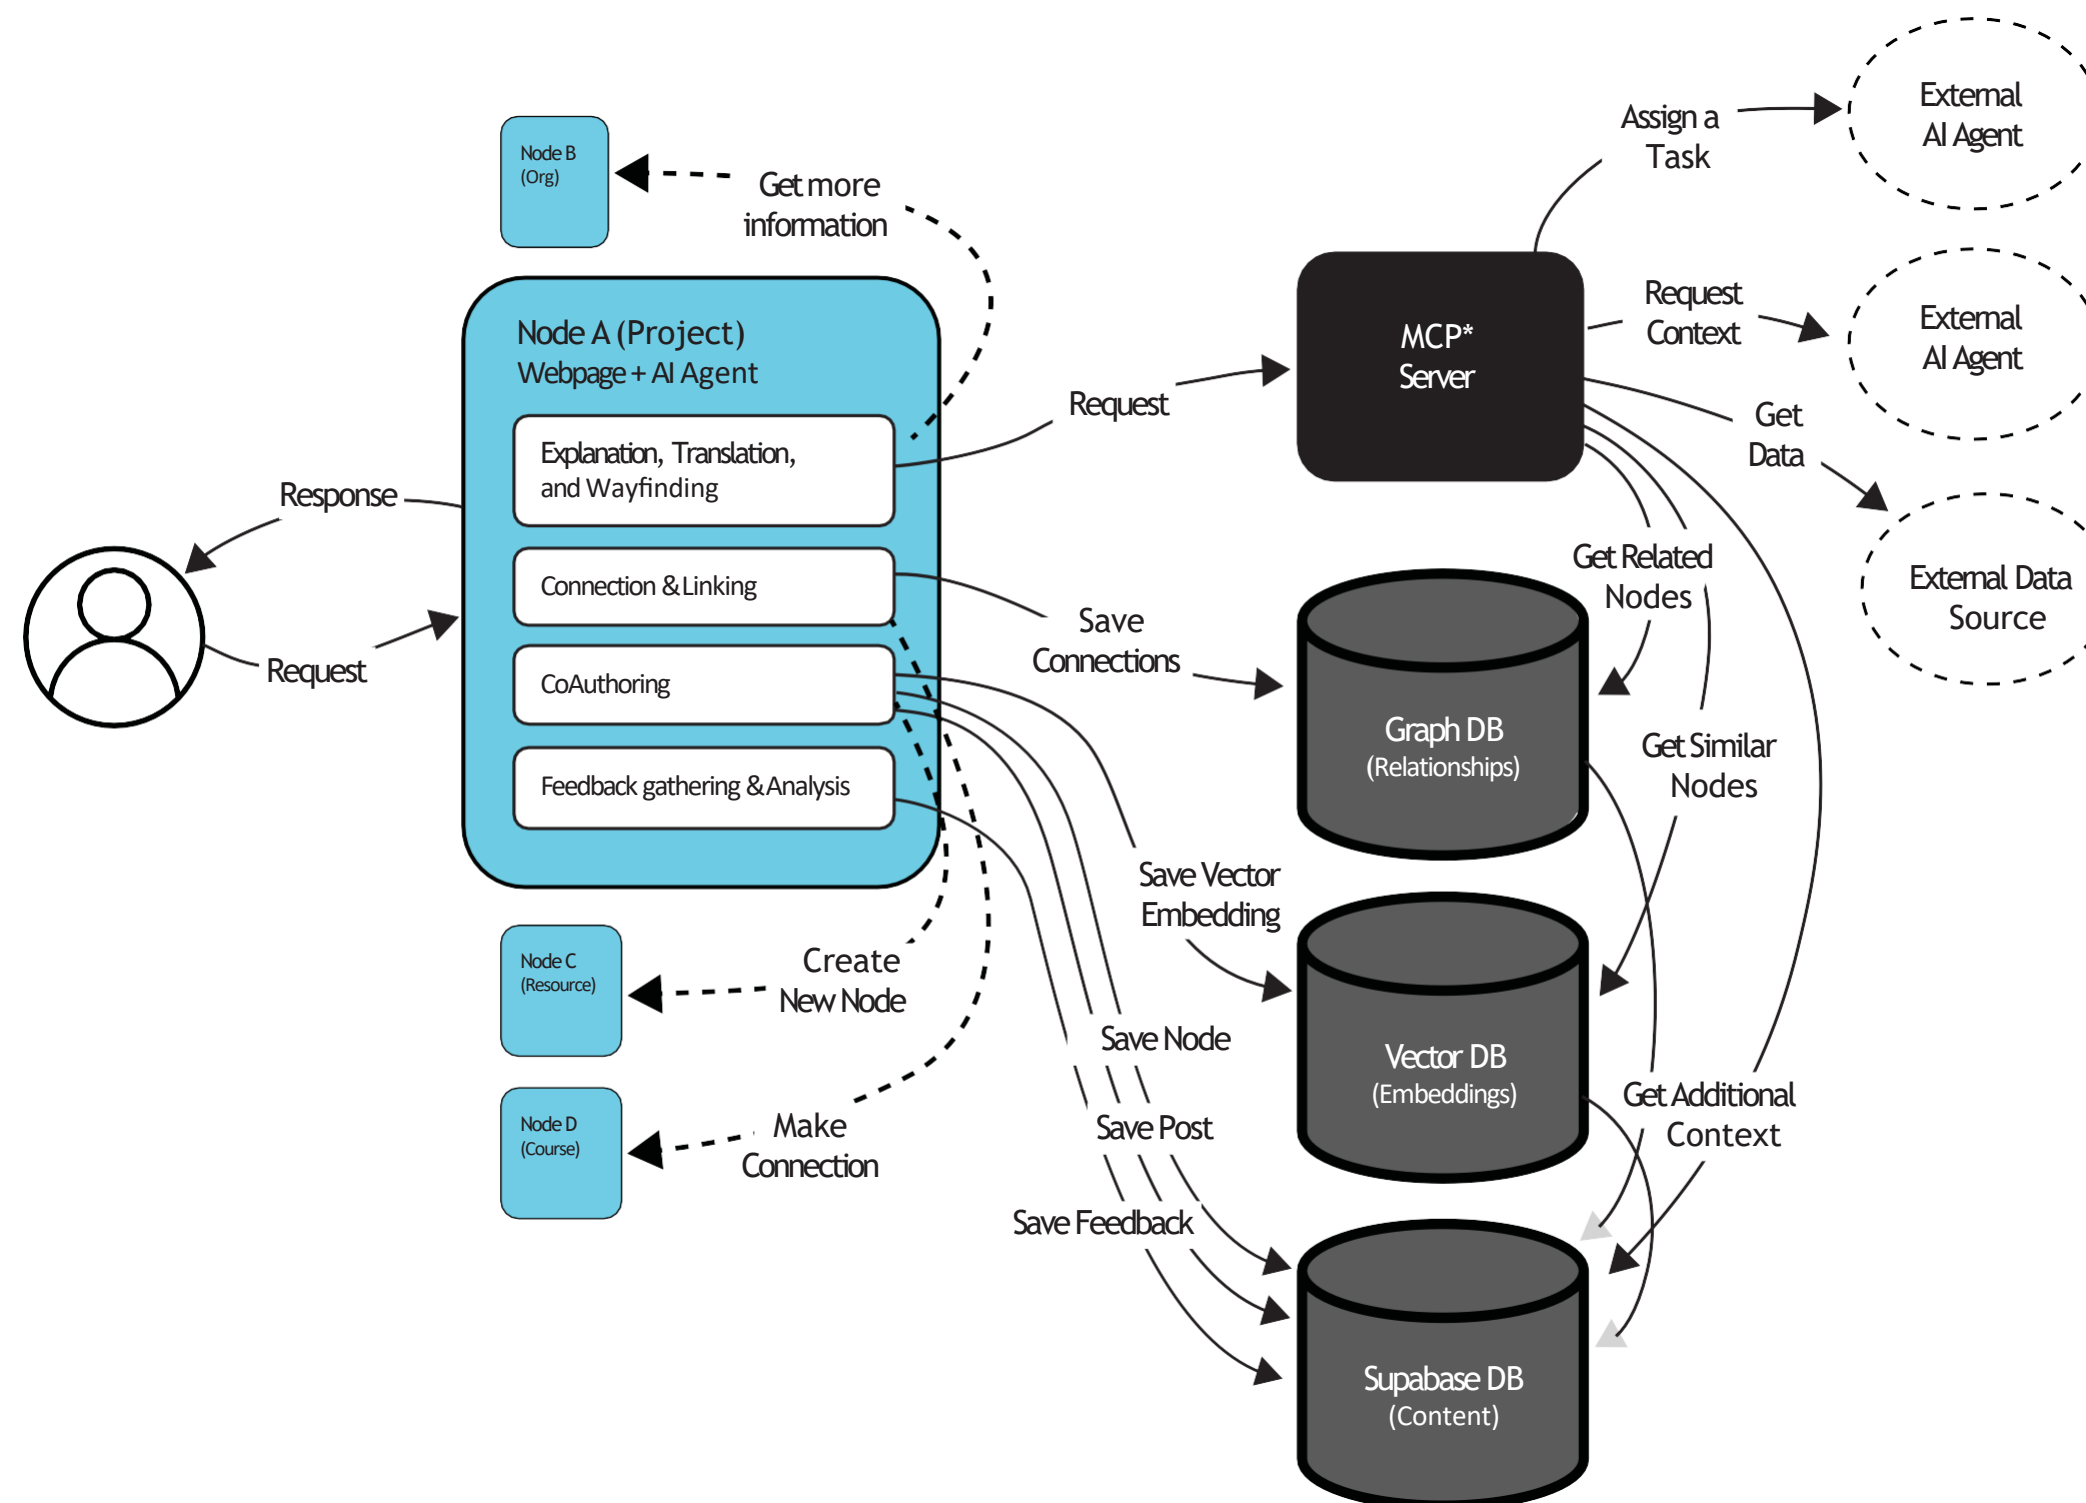 Node B
(Org)
Get more
information
Node A (Project)
Webpage + AI Agent
Explanation, Translation,
and Wayfinding
Connection & Linking
CoAuthoring
Feedback gathering & Analysis
Response
Request
Node C
(Resource)
Create
New Node
Node D
(Course)
Make
Connection
Request
Save
Connections
Save Vector
Embedding
Save Node
Save Post
Save Feedback
MCP*
Server
Assign a
Task
Request
Context
Get
Data
External
AI Agent
External
AI Agent
External Data
Source
Get Related
Nodes
Graph DB
(Relationships)
Get Similar
Nodes
Vector DB
(Embeddings)
Get Additional
Context
Supabase DB
(Content)